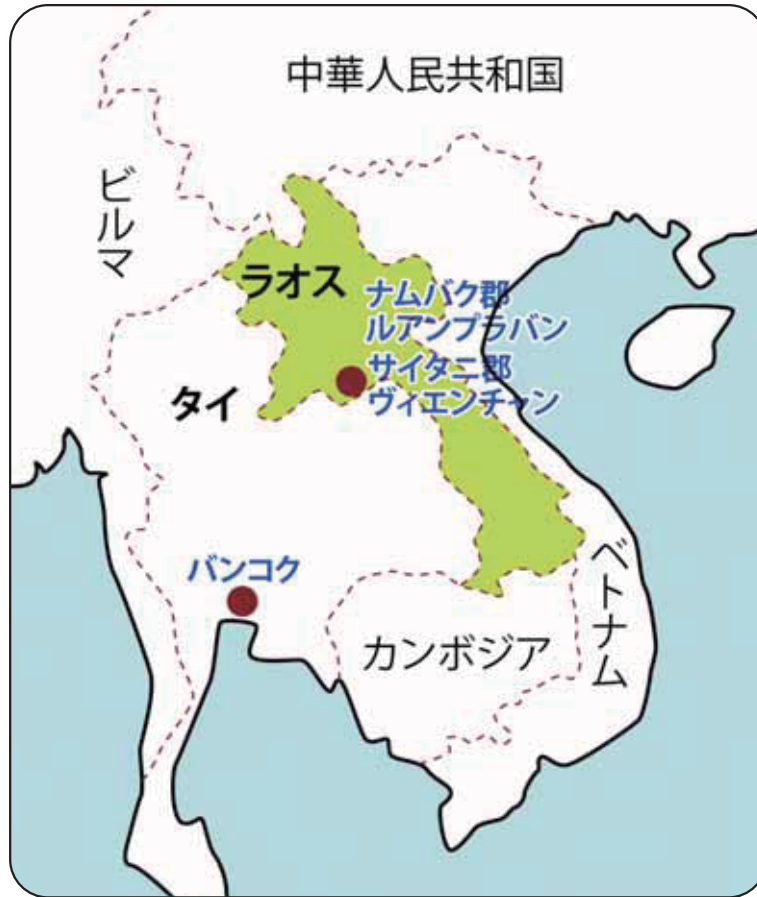 中華人民共和国
ビルマ
ラオス
ナムバク郡
ルアンプラバン
サイタニ郡
ヴィエンチャン
タイ
バンコク
カンボジア
ベトナム